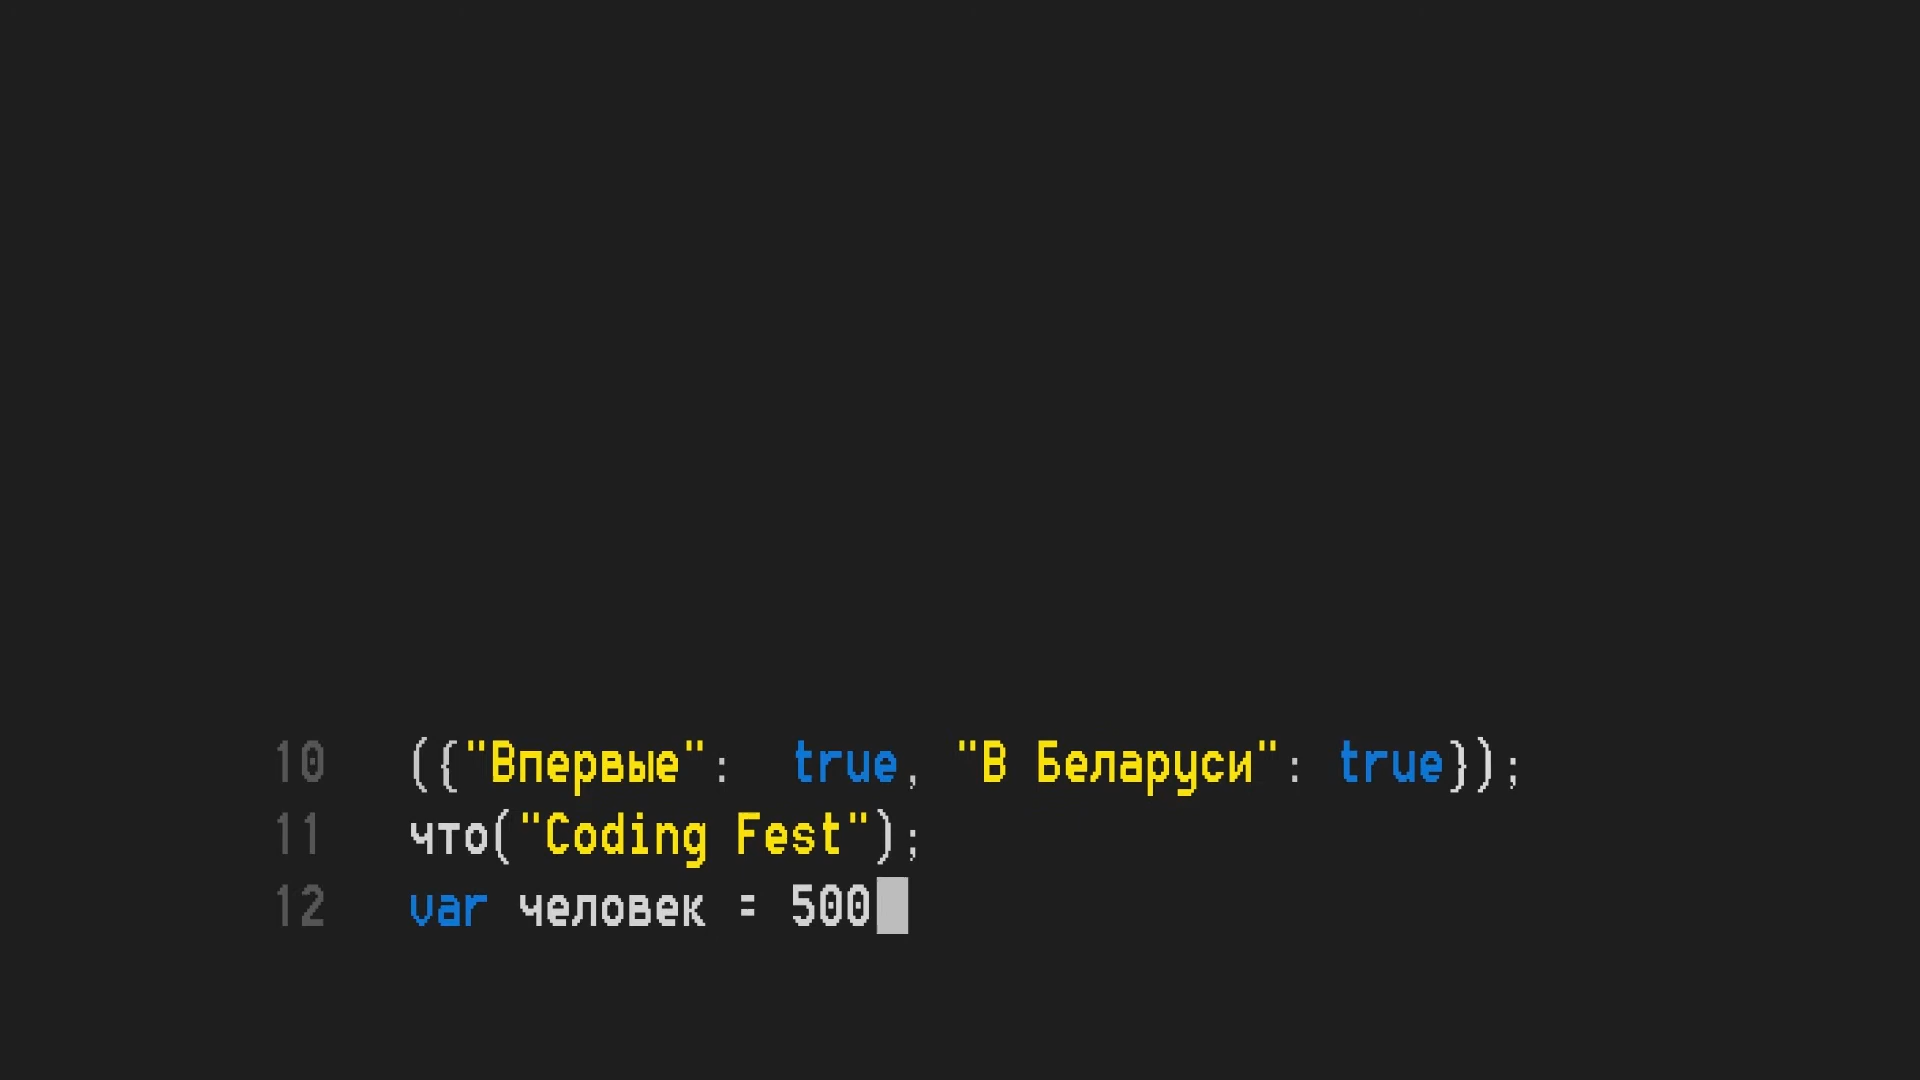 10 ({"Впервые":  true, "В Беларуси": true});
11 что("Coding Fest");
12 var человек = 500